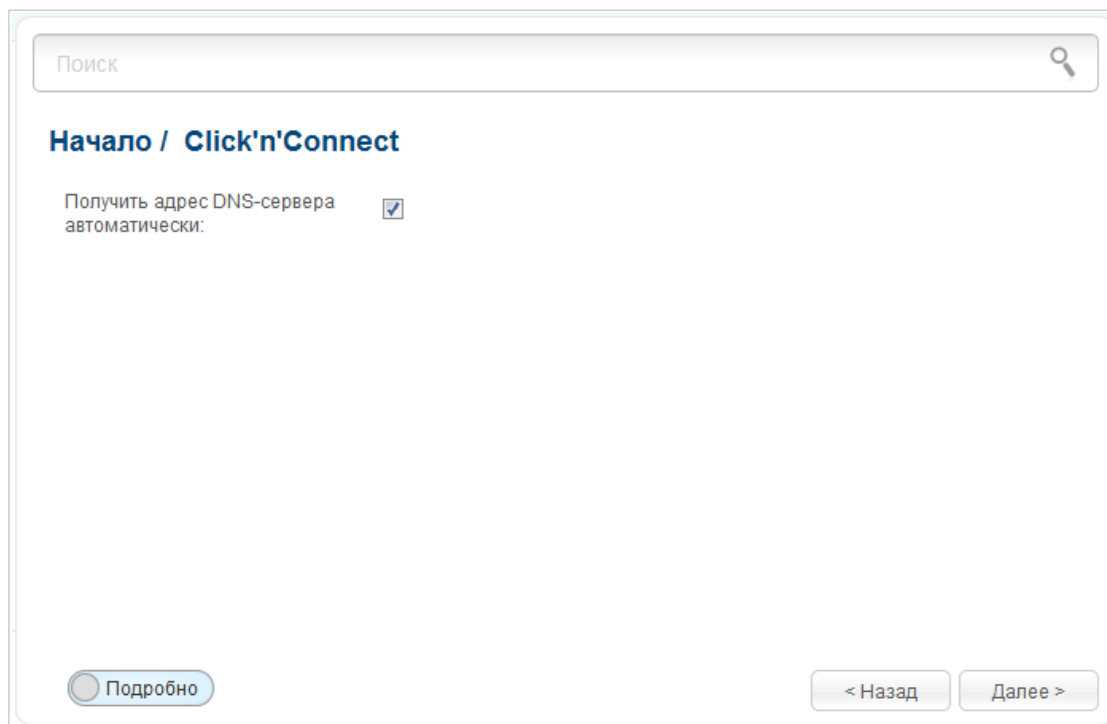 Поиск
Начало / Click'n'Connect
Получить адрес DNS-сервера
автоматически:
Подробно
< Назад
Далее >